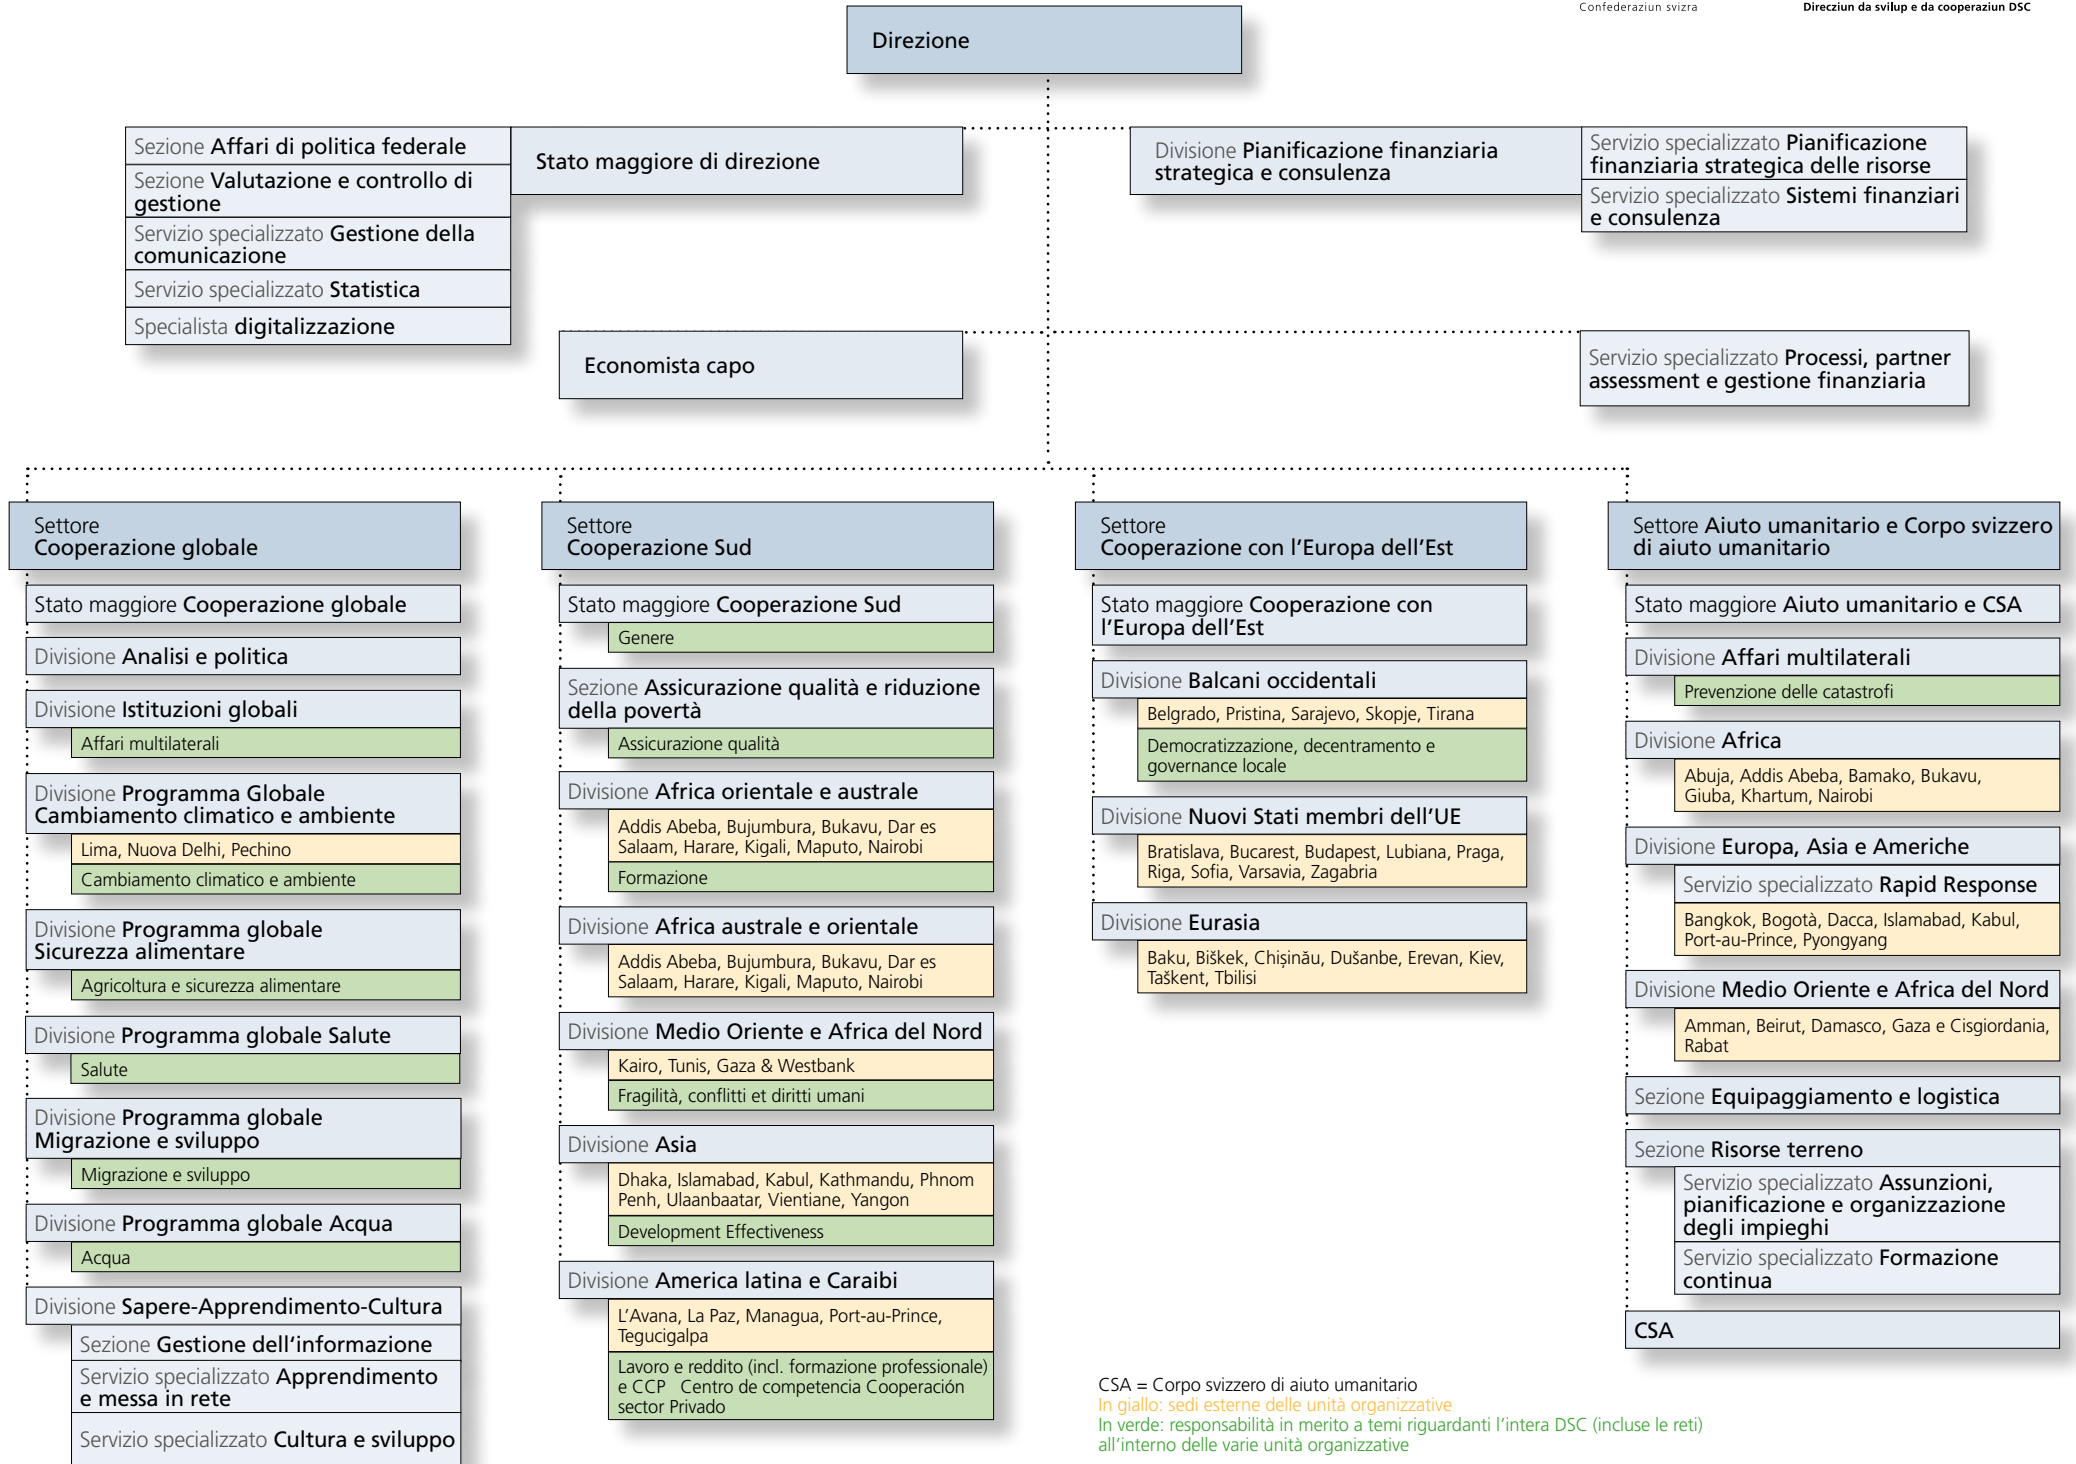 Confederaziun svizra
Direcziun da svilup e da cooperaziun DSC
Direzione
Sezione Affari di politica federale
Sezione Valutazione e controllo di
gestione
Servizio specializzato Gestione della
comunicazione
Servizio specializzato Statistica
Specialista digitalizzazione
Stato maggiore di direzione
Divisione Pianificazione finanziaria
strategica e consulenza
Servizio specializzato Pianificazione
finanziaria strategica delle risorse
Servizio specializzato Sistemi finanziari
e consulenza
Economista capo
Servizio specializzato Processi, partner
assessment e gestione finanziaria
Settore
Cooperazione globale
Stato maggiore Cooperazione globale
Divisione Analisi e politica
Divisione Istituzioni globali
Affari multilaterali
Divisione Programma Globale
Cambiamento climatico e ambiente
Lima, Nuova Delhi, Pechino
Cambiamento climatico e ambiente
Divisione Programma globale
Sicurezza alimentare
Agricoltura e sicurezza alimentare
Divisione Programma globale Salute
Salute
Divisione Programma globale
Migrazione e sviluppo
Migrazione e sviluppo
Divisione Programma globale Acqua
Acqua
Divisione Sapere-Apprendimento-Cultura
Sezione Gestione dell'informazione
Servizio specializzato Apprendimento
e messa in rete
Servizio specializzato Cultura e sviluppo
Settore
Cooperazione Sud
Stato maggiore Cooperazione Sud
Genere
Sezione Assicurazione qualità e riduzione
della povertà
Assicurazione qualità
Divisione Africa orientale e australe
Addis Abeba, Bujumbura, Bukavu, Dar es
Salaam, Harare, Kigali, Maputo, Nairobi
Formazione
Divisione Africa australe e orientale
Addis Abeba, Bujumbura, Bukavu, Dar es
Salaam, Harare, Kigali, Maputo, Nairobi
Divisione Medio Oriente e Africa del Nord
Kairo, Tunis, Gaza & Westbank
Fragilità, conflitti et diritti umani
Divisione Asia
Dhaka, Islamabad, Kabul, Kathmandu, Phnom
Penh, Ulaanbaatar, Vientiane, Yangon
Development Effectiveness
Divisione America latina e Caraibi
L'Avana, La Paz, Managua, Port-au-Prince,
Tegucigalpa
Lavoro e reddito (incl. formazione professionale)
e CCP Centro de competencia Cooperación
sector Privado
Settore
Cooperazione con l'Europa dell'Est
Stato maggiore Cooperazione con
l'Europa dell'Est
Divisione Balcani occidentali
Belgrado, Pristina, Sarajevo, Skopje, Tirana
Democratizzazione, decentramento e
governance locale
Divisione Nuovi Stati membri dell'UE
Bratislava, Bucarest, Budapest, Lubiana, Praga,
Riga, Sofia, Varsavia, Zagabria
Divisione Eurasia
Baku, Biškek, Chișinău, Dušanbe, Erevan, Kiev,
Taškent, Tbilisi
Settore Aiuto umanitario e Corpo svizzero
di aiuto umanitario
Stato maggiore Aiuto umanitario e CSA
Divisione Affari multilaterali
Prevenzione delle catastrofi
Divisione Africa
Abuja, Addis Abeba, Bamako, Bukavu,
Giuba, Khartum, Nairobi
Divisione Europa, Asia e Americhe
Servizio specializzato Rapid Response
Bangkok, Bogotà, Dacca, Islamabad, Kabul,
Port-au-Prince, Pyongyang
Divisione Medio Oriente e Africa del Nord
Amman, Beirut, Damasco, Gaza e Cisgiordania,
Rabat
Sezione Equipaggiamento e logistica
Sezione Risorse terreno
Servizio specializzato Assunzioni,
pianificazione e organizzazione
degli impieghi
Servizio specializzato Formazione
continua
CSA
CSA = Corpo svizzero di aiuto umanitario
In giallo: sedi esterne delle unità organizzative
In verde: responsabilità in merito a temi riguardanti l'intera DSC (incluse le reti)
all'interno delle varie unità organizzative